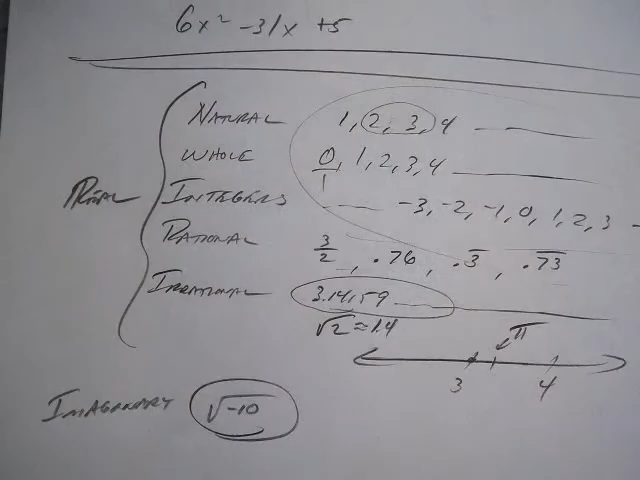 6x² -31x +5
NATURAL 1, 2, 3, 4
WHOLE 0/1, 1, 2, 3, 4
REAL INTEGERS -3, -2, -1, 0, 1, 2, 3
RATIONAL 3/2, .76, .3̅, .7̅3̅
IRRATIONAL 3.14159
√2 ≈ 1.4
π
3 4
IMAGINARY √-10